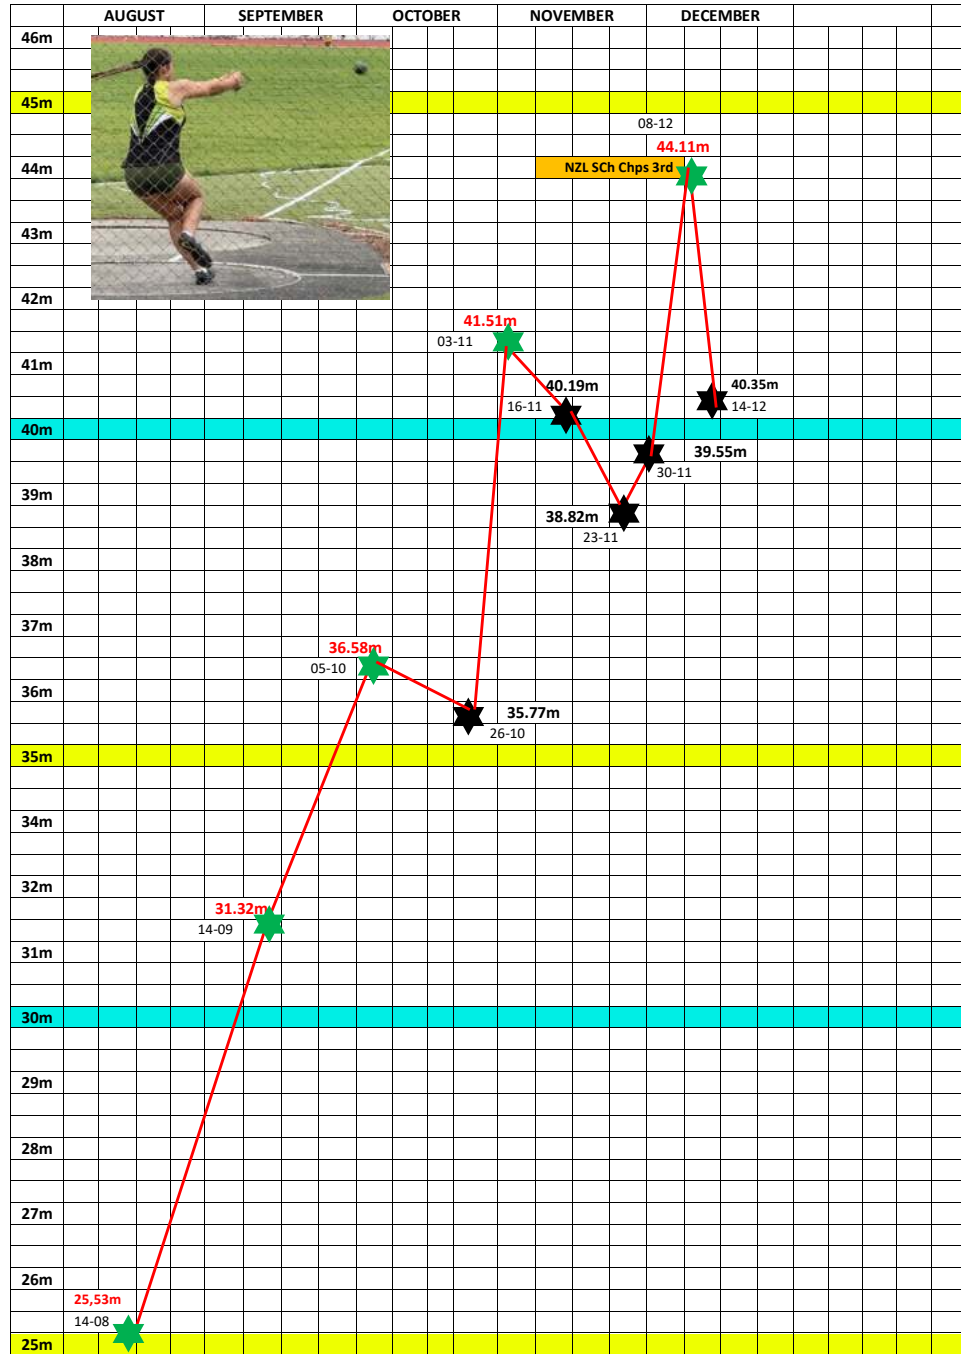 AUGUST SEPTEMBER OCTOBER NOVEMBER DECEMBER
46m
45m
08-12
44.11m
44m NZL SCh Chps 3rd
43m
42m
41.51m
03-11
41m
40.19m 40.35m
16-11 14-12
40m
39.55m
30-11
39m
38.82m
23-11
38m
37m
36.58m
05-10
36m
35.77m
26-10
35m
34m
32m
31.32m
14-09
31m
30m
29m
28m
27m
26m
25,53m
14-08
25m